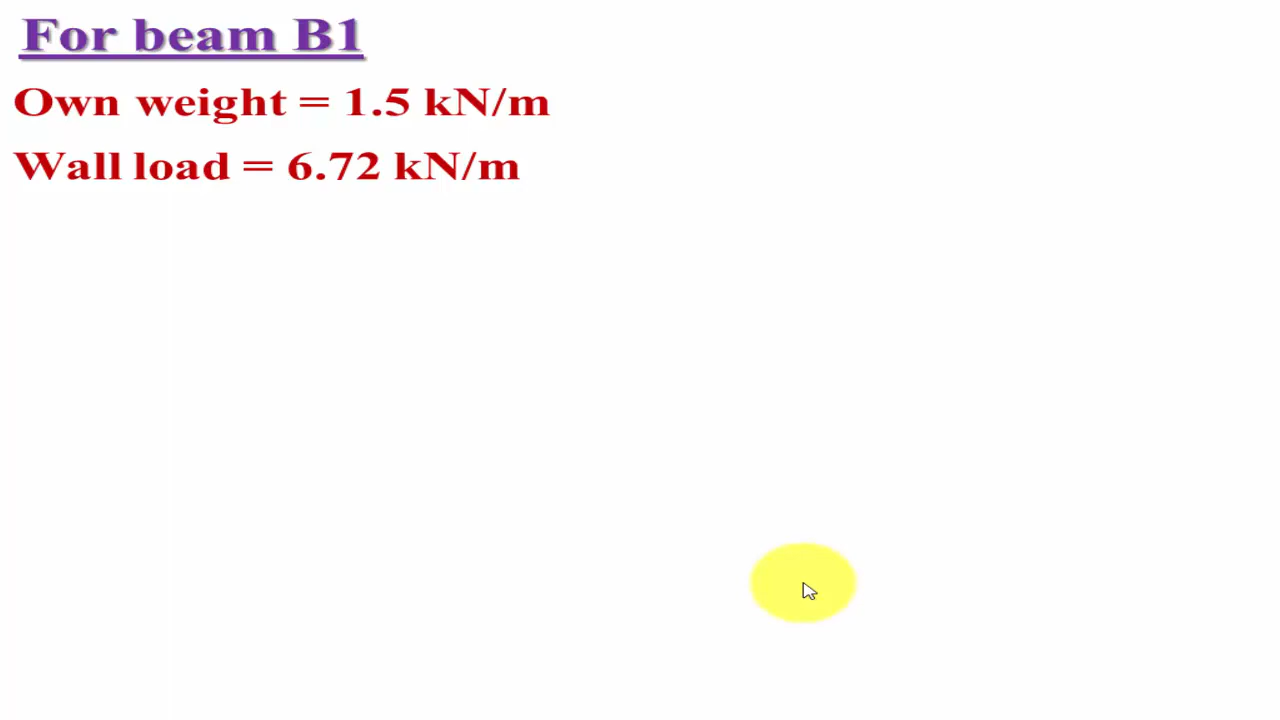 For beam B1
Own weight = 1.5 kN/m
Wall load = 6.72 kN/m